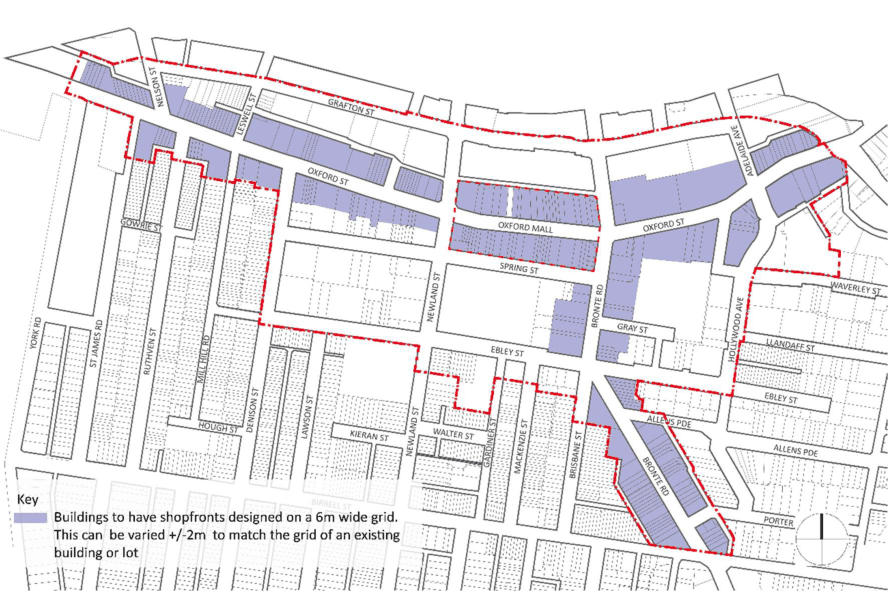 NELSON ST
LESWELL ST
GRAFTON ST
ADELAIDE AVE
OXFORD ST
OXFORD MALL
OXFORD ST
GOWRIE ST
SPRING ST
WAVERLEY ST
NEWLAND ST
BRONTE RD
HOLLYWOOD AVE
GRAY ST
YORK RD
ST JAMES RD
RUTHVEN ST
MILL HILL RD
LLANDAFF ST
EBLEY ST
EBLEY ST
DENISON ST
LAWSON ST
NEWLAND ST
GARDINER ST
MACKENZIE ST
BRISBANE ST
ALLENS PDE
ALLENS PDE
HOUGH ST
KIERAN ST
WALTER ST
BRONTE RD
PORTER
Key
Buildings to have shopfronts designed on a 6m wide grid.
This can be varied +/-2m to match the grid of an existing
building or lot